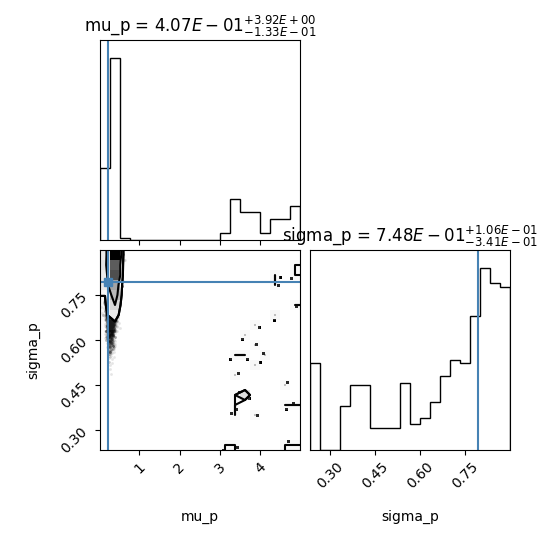 mu_p = 4.07E − 01 +3.92E+00 −1.33E−01
sigma_p = 7.48E − 01 +1.06E−01 −3.41E−01
sigma_p
0.75
0.60
0.45
0.30
1 2 3 4
0.30 0.45 0.60 0.75
mu_p
sigma_p